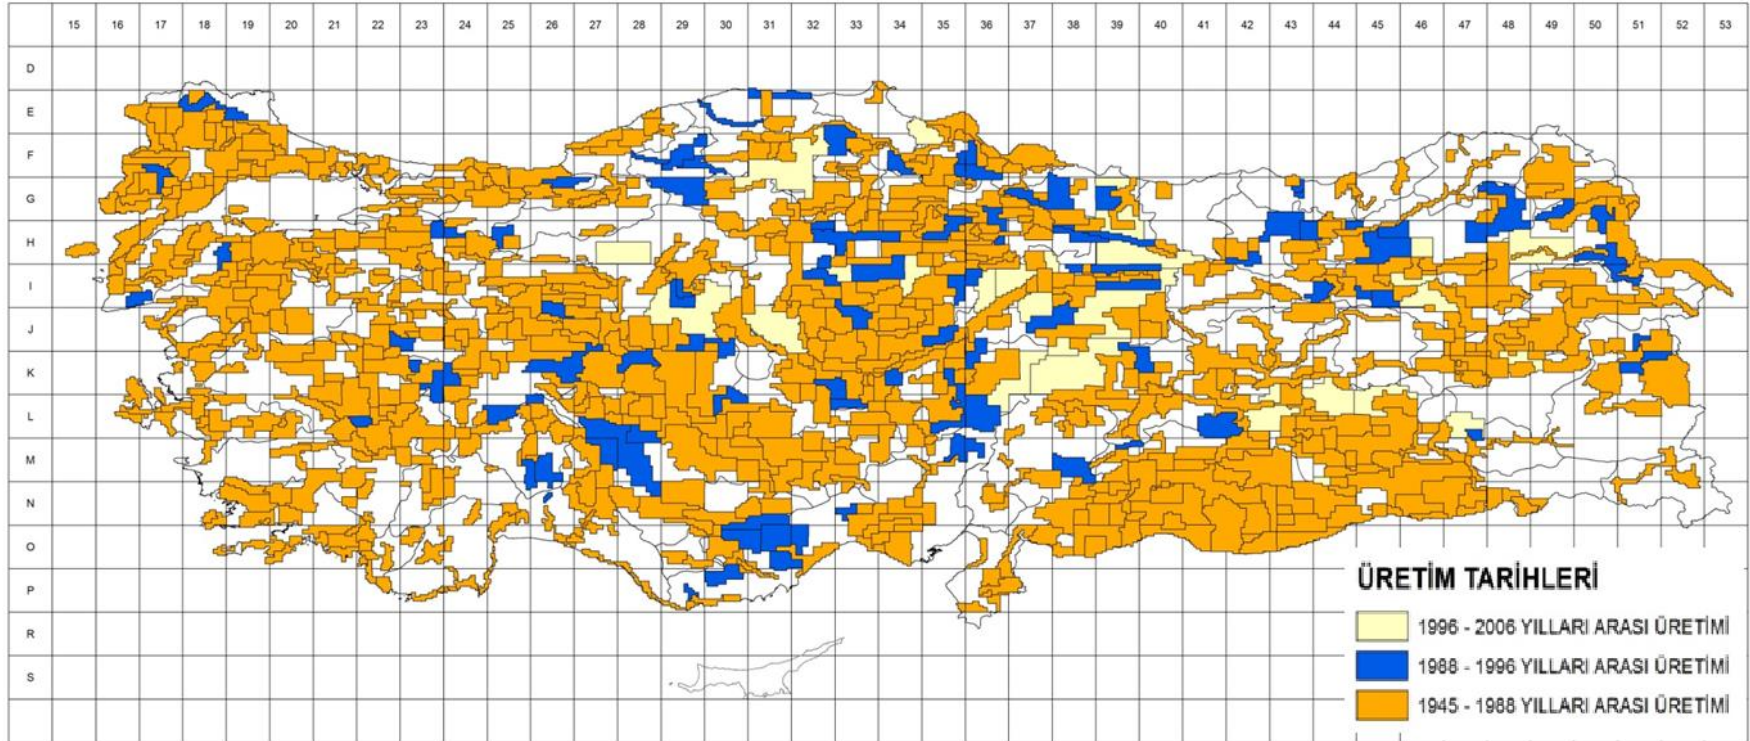 15 16 17 18 19 20 21 22 23 24 25 26 27 28 29 30 31 32 33 34 35 36 37 38 39 40 41 42 43 44 45 46 47 48 49 50 51 52 53
D
E
F
G
H
I
J
K
L
M
N
O
P
R
S
ÜRETİM TARİHLERİ
1996 - 2006 YILLARI ARASI ÜRETİMİ
1988 - 1996 YILLARI ARASI ÜRETİMİ
1945 - 1988 YILLARI ARASI ÜRETİMİ